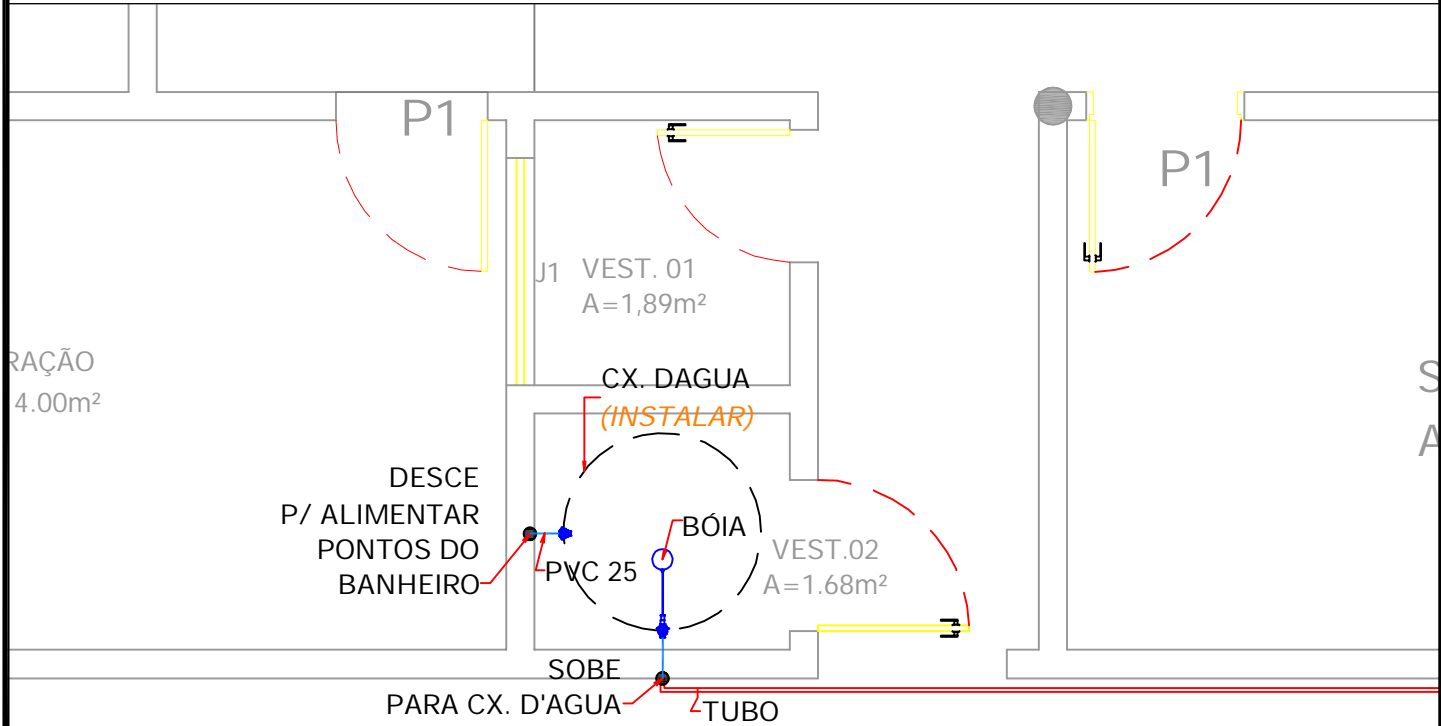 P1
P1
J1
VEST. 01
A=1,89m²
RAÇÃO
4.00m²
CX. DAGUA
(INSTALAR)
DESCE
P/ ALIMENTAR
PONTOS DO
BANHEIRO
PVC 25
BÓIA
VEST.02
A=1.68m²
S
A
SOBE
PARA CX. D'AGUA
TUBO